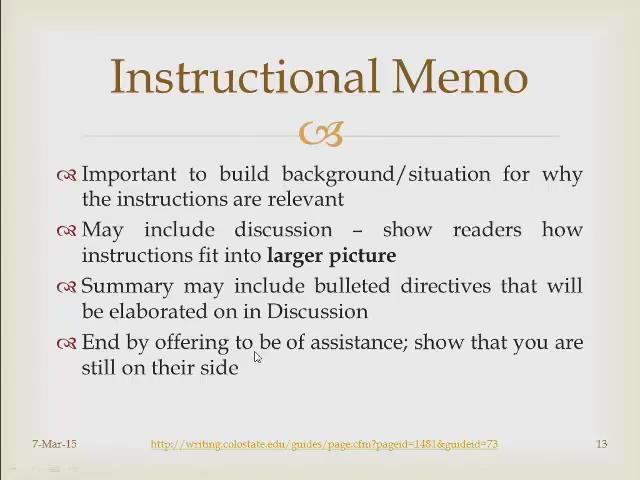 Instructional Memo
Important to build background/situation for why
the instructions are relevant
May include discussion – show readers how
instructions fit into larger picture
Summary may include bulleted directives that will
be elaborated on in Discussion
End by offering to be of assistance; show that you are
still on their side
7-Mar-15
http://writing.colostate.edu/guides/page.cfm?pageid=1481&guideid=73
13